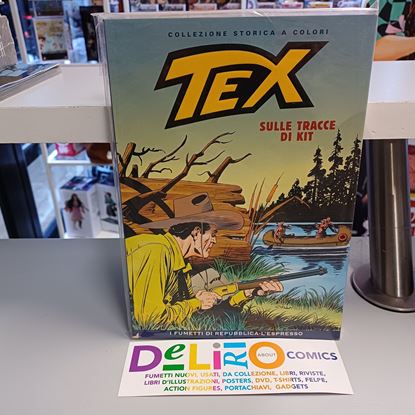 COLLEZIONE STORICA A COLORI
TEX
SULLE TRACCE
DI KIT
I FUMETTI DI REPUBBLICA-L'ESPRESSO
DeLiRiO ABOUT COMICS
FUMETTI NUOVI, USATI, DA COLLEZIONE, LIBRI, RIVISTE,
LIBRI D'ILLUSTRAZIONI, POSTERS, DVD, T-SHIRTS, FELPE,
ACTION FIGURES, PORTACHIAVI, GADGETS